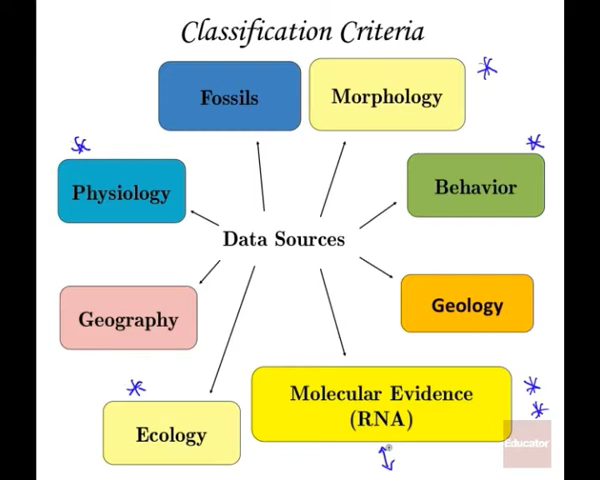 Classification Criteria
Fossils
Morphology
Physiology
Behavior
Data Sources
Geography
Geology
Molecular Evidence
(RNA)
Ecology
Educator